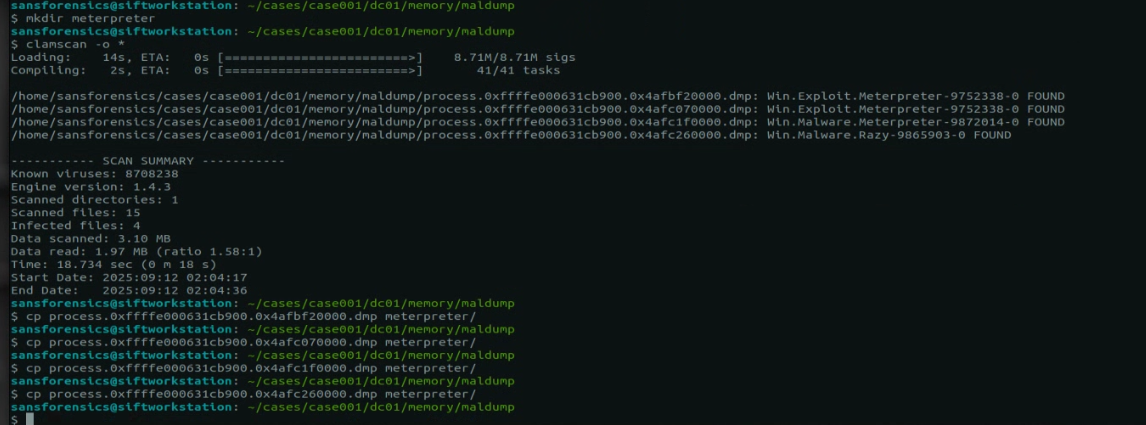 sansforensics@siftworkstation: ~/cases/case001/dc01/memory/maldump
$ mkdir meterpreter
sansforensics@siftworkstation: ~/cases/case001/dc01/memory/maldump
$ clamscan -o *
Loading:    14s, ETA:   0s [========================>]    8.71M/8.71M sigs
Compiling:   2s, ETA:   0s [========================>]       41/41 tasks

/home/sansforensics/cases/case001/dc01/memory/maldump/process.0xffffe000631cb900.0x4afbf20000.dmp: Win.Exploit.Meterpreter-9752338-0 FOUND
/home/sansforensics/cases/case001/dc01/memory/maldump/process.0xffffe000631cb900.0x4afc070000.dmp: Win.Exploit.Meterpreter-9752338-0 FOUND
/home/sansforensics/cases/case001/dc01/memory/maldump/process.0xffffe000631cb900.0x4afc1f0000.dmp: Win.Malware.Meterpreter-9872014-0 FOUND
/home/sansforensics/cases/case001/dc01/memory/maldump/process.0xffffe000631cb900.0x4afc260000.dmp: Win.Malware.Razy-9865903-0 FOUND

----------- SCAN SUMMARY -----------
Known viruses: 8708238
Engine version: 1.4.3
Scanned directories: 1
Scanned files: 15
Infected files: 4
Data scanned: 3.10 MB
Data read: 1.97 MB (ratio 1.58:1)
Time: 18.734 sec (0 m 18 s)
Start Date: 2025:09:12 02:04:17
End Date:   2025:09:12 02:04:36
sansforensics@siftworkstation: ~/cases/case001/dc01/memory/maldump
$ cp process.0xffffe000631cb900.0x4afbf20000.dmp meterpreter/
sansforensics@siftworkstation: ~/cases/case001/dc01/memory/maldump
$ cp process.0xffffe000631cb900.0x4afc070000.dmp meterpreter/
sansforensics@siftworkstation: ~/cases/case001/dc01/memory/maldump
$ cp process.0xffffe000631cb900.0x4afc1f0000.dmp meterpreter/
sansforensics@siftworkstation: ~/cases/case001/dc01/memory/maldump
$ cp process.0xffffe000631cb900.0x4afc260000.dmp meterpreter/
sansforensics@siftworkstation: ~/cases/case001/dc01/memory/maldump
$